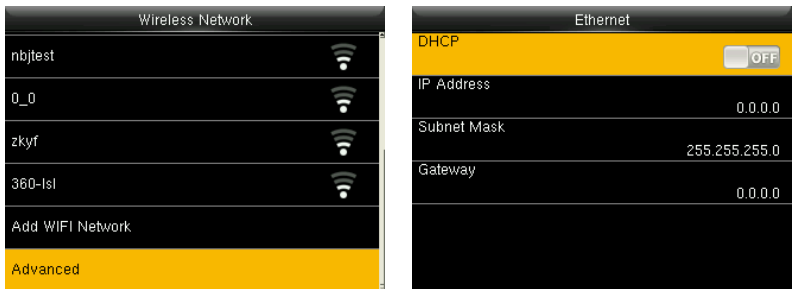 Wireless Network
nbjtest
0_0
zkyf
360-lsl
Add WIFI Network
Advanced
Ethernet
DHCP
OFF
IP Address
0.0.0.0
Subnet Mask
255.255.255.0
Gateway
0.0.0.0